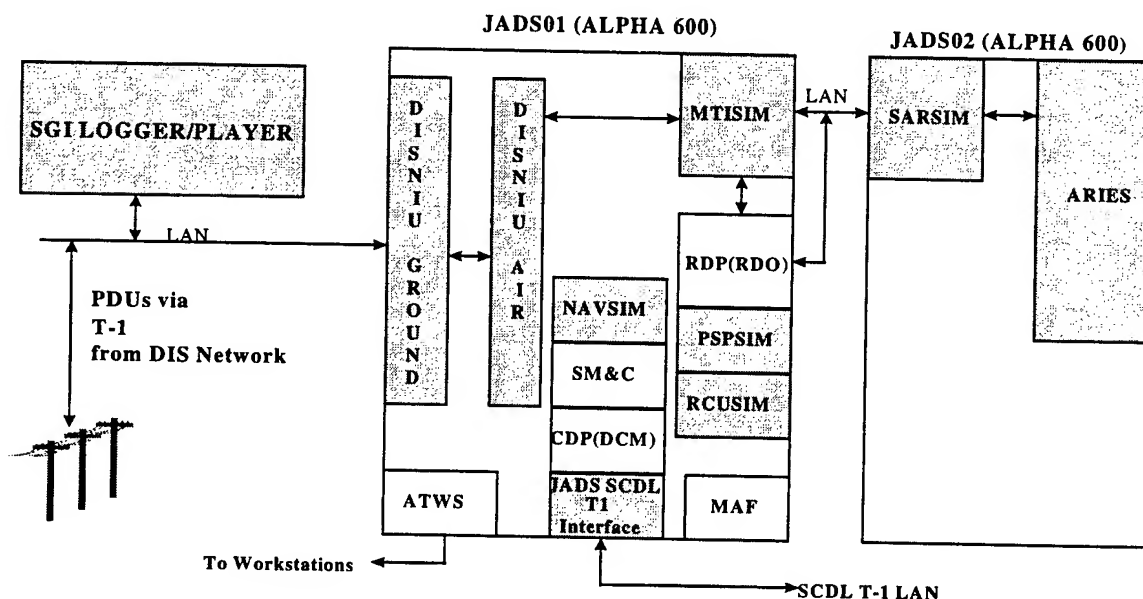 JADS01 (ALPHA 600)
JADS02 (ALPHA 600)
SGI LOGGER/PLAYER
DISNIU GROUND
DISNIU AIR
MTISIM
LAN
SARSIM
ARIES
LAN
RDP(RDO)
PDUs via
T-1
from DIS Network
NAVSIM
PSPSIM
SM&C
RCUSIM
CDP(DCM)
ATWS
JADS SCDL
T1
Interface
MAF
To Workstations
SCDL T-1 LAN